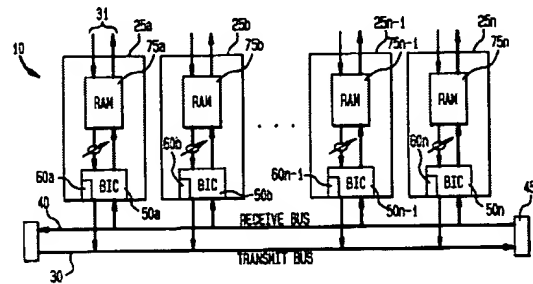 31
25a
25b
25n-1
25n
10
75a
75b
75n-1
75n
RAM
RAM
RAM
RAM
60a
60b
60n-1
60n
BIC
BIC
BIC
BIC
50a
50b
50n-1
50n
45
40
RECEIVE BUS
30
TRANSMIT BUS